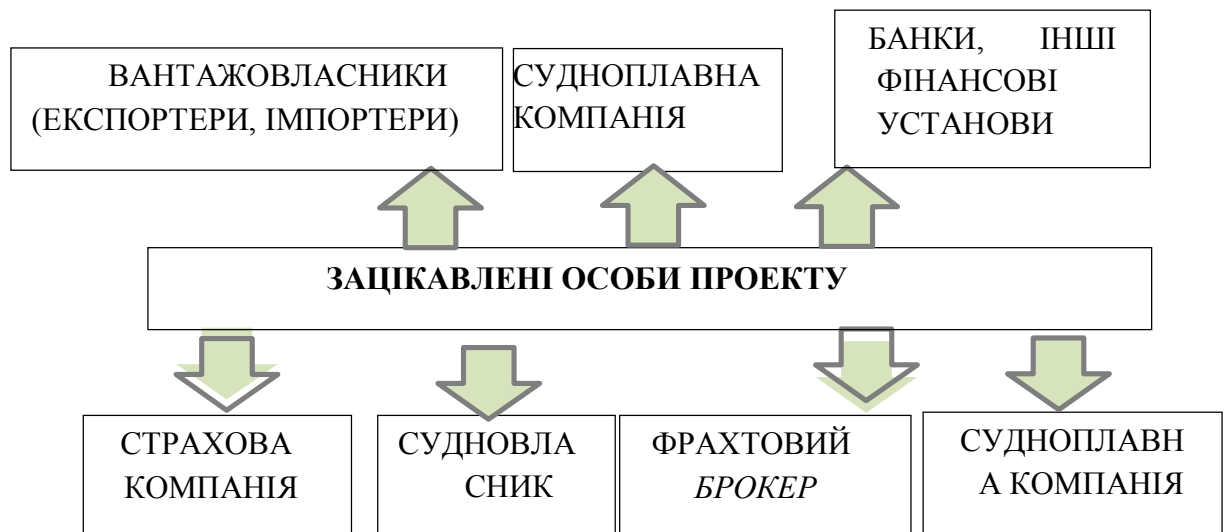 ВАНТАЖОВЛАСНИКИ
(ЕКСПОРТЕРИ, ІМПОРТЕРИ)
СУДНОПЛАВНА
КОМПАНІЯ
БАНКИ, ІНШІ
ФІНАНСОВІ
УСТАНОВИ
ЗАЦІКАВЛЕНІ ОСОБИ ПРОЕКТУ
СТРАХОВА
КОМПАНІЯ
СУДНОВЛА
СНИК
ФРАХТОВИЙ
БРОКЕР
СУДНОПЛАВН
А КОМПАНІЯ